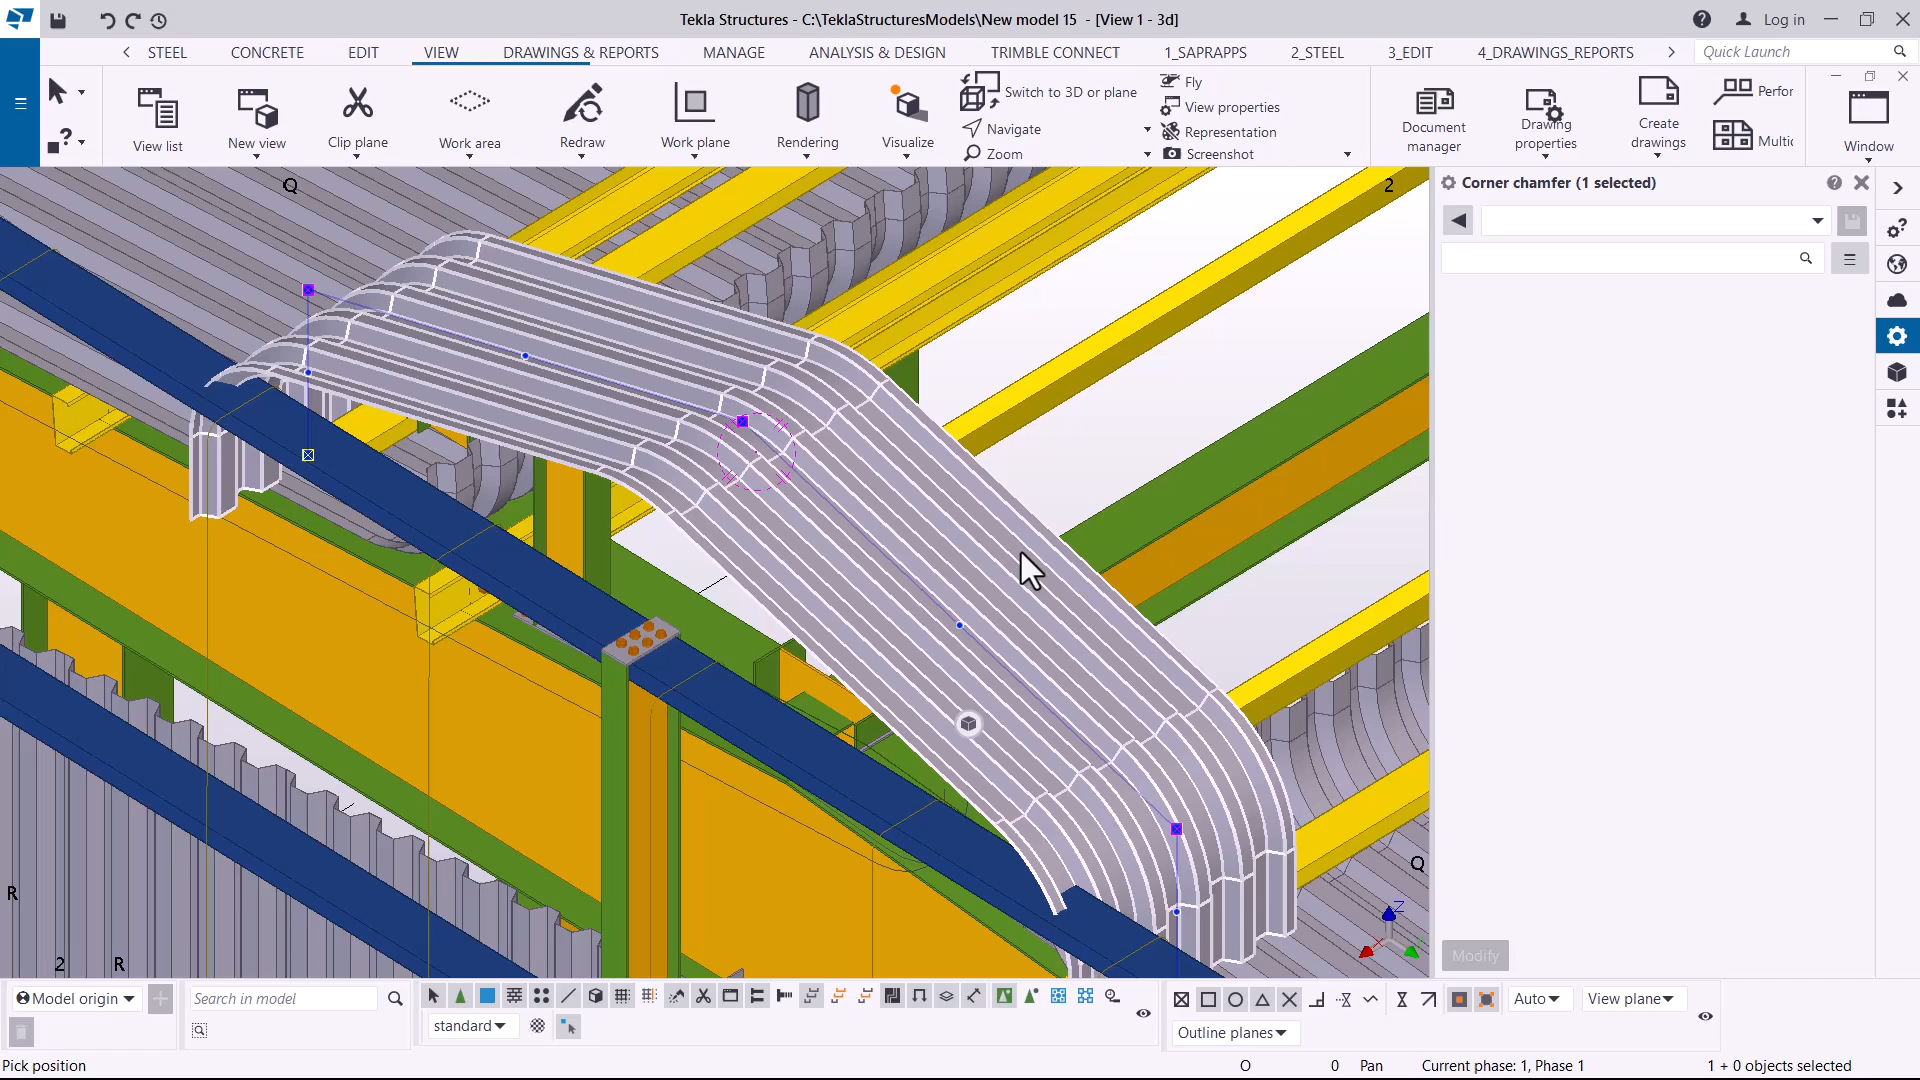 Tekla Structures - C:\TeklaStructuresModels\New model 15 - [View 1 - 3d]
Log in
STEEL CONCRETE EDIT VIEW DRAWINGS & REPORTS MANAGE ANALYSIS & DESIGN TRIMBLE CONNECT 1_SAPRAPPS 2_STEEL 3_EDIT 4_DRAWINGS_REPORTS Quick Launch
View list
New view
Clip plane
Work area
Redraw
Work plane
Rendering
Visualize
Switch to 3D or plane
Navigate
Zoom
Fly
View properties
Representation
Screenshot
Document manager
Drawing properties
Create drawings
Perfor
Multic
Window
Corner chamfer (1 selected)
Q
2
Q
R
2
R
Z
Modify
Model origin
Search in model
standard
Auto
View plane
Outline planes
Pick position
O 0 Pan Current phase: 1, Phase 1 1 + 0 objects selected